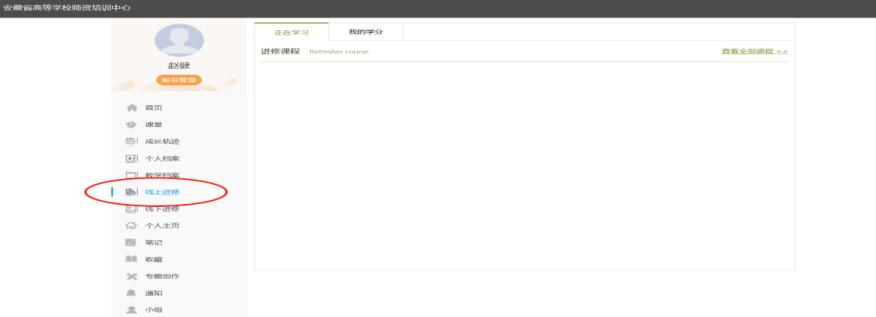 安徽省高等学校师资培训中心
赵健
帐号管理
首页
课堂
成长轨迹
个人档案
教学档案
线上进修
线下进修
个人主页
笔记
收藏
专题创作
通知
小组
正在学习
我的学分
进修课程 Refresher course
查看全部课程 >>